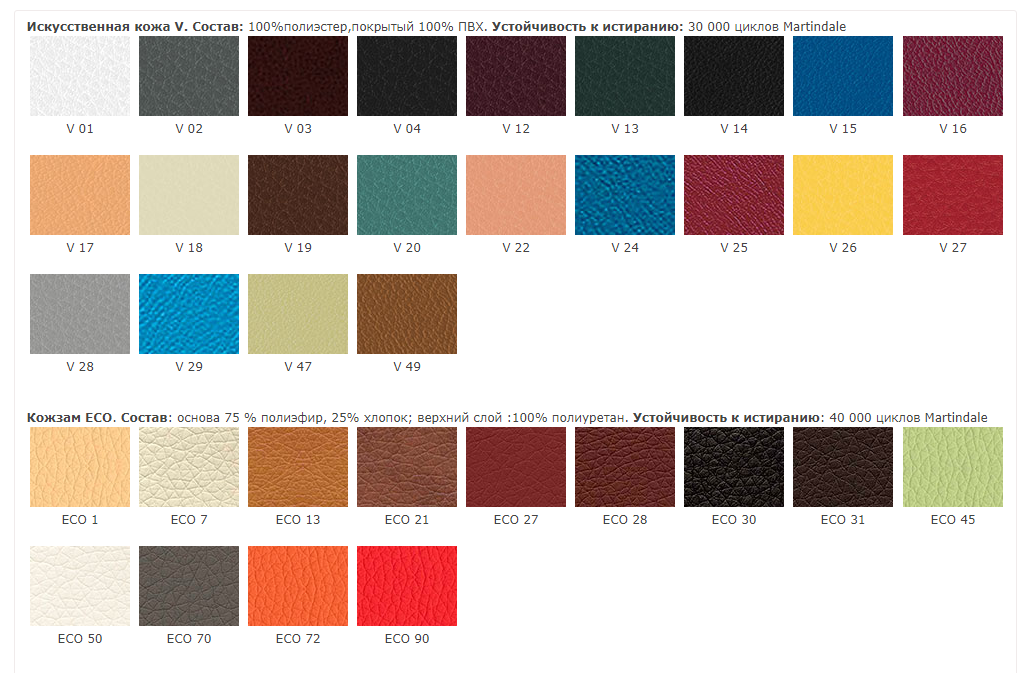 Искусственная кожа V. Состав: 100%полиэстер,покрытый 100% ПВХ. Устойчивость к истиранию: 30 000 циклов Martindale
V 01 V 02 V 03 V 04 V 12 V 13 V 14 V 15 V 16
V 17 V 18 V 19 V 20 V 22 V 24 V 25 V 26 V 27
V 28 V 29 V 47 V 49
Кожзам ECO. Состав: основа 75 % полиэфир, 25% хлопок; верхний слой :100% полиуретан. Устойчивость к истиранию: 40 000 циклов Martindale
ECO 1 ECO 7 ECO 13 ECO 21 ECO 27 ECO 28 ECO 30 ECO 31 ECO 45
ECO 50 ECO 70 ECO 72 ECO 90